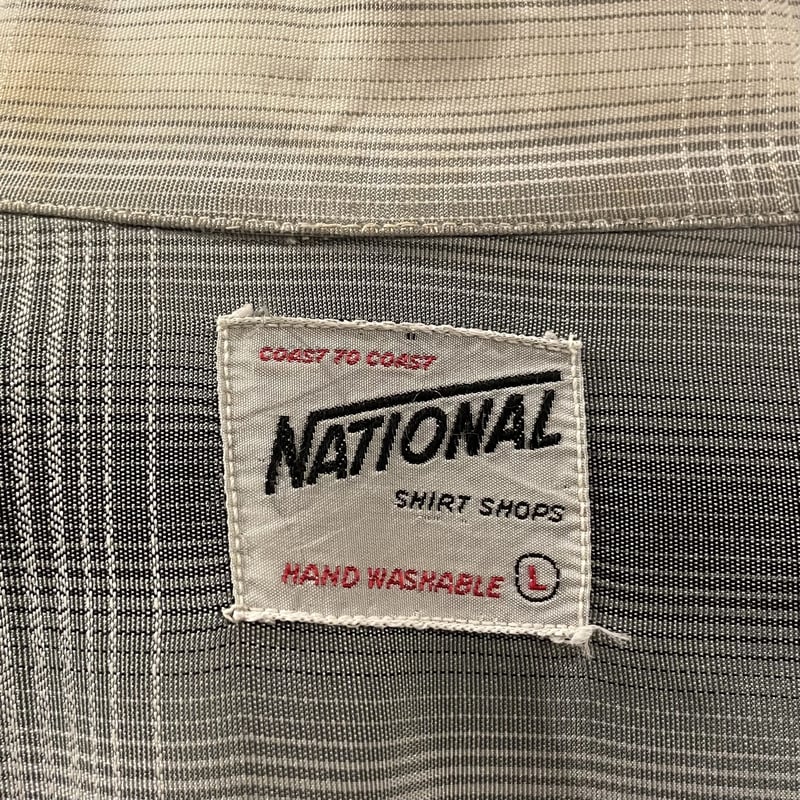 COAST TO COAST
NATIONAL
SHIRT SHOPS
HAND WASHABLE L